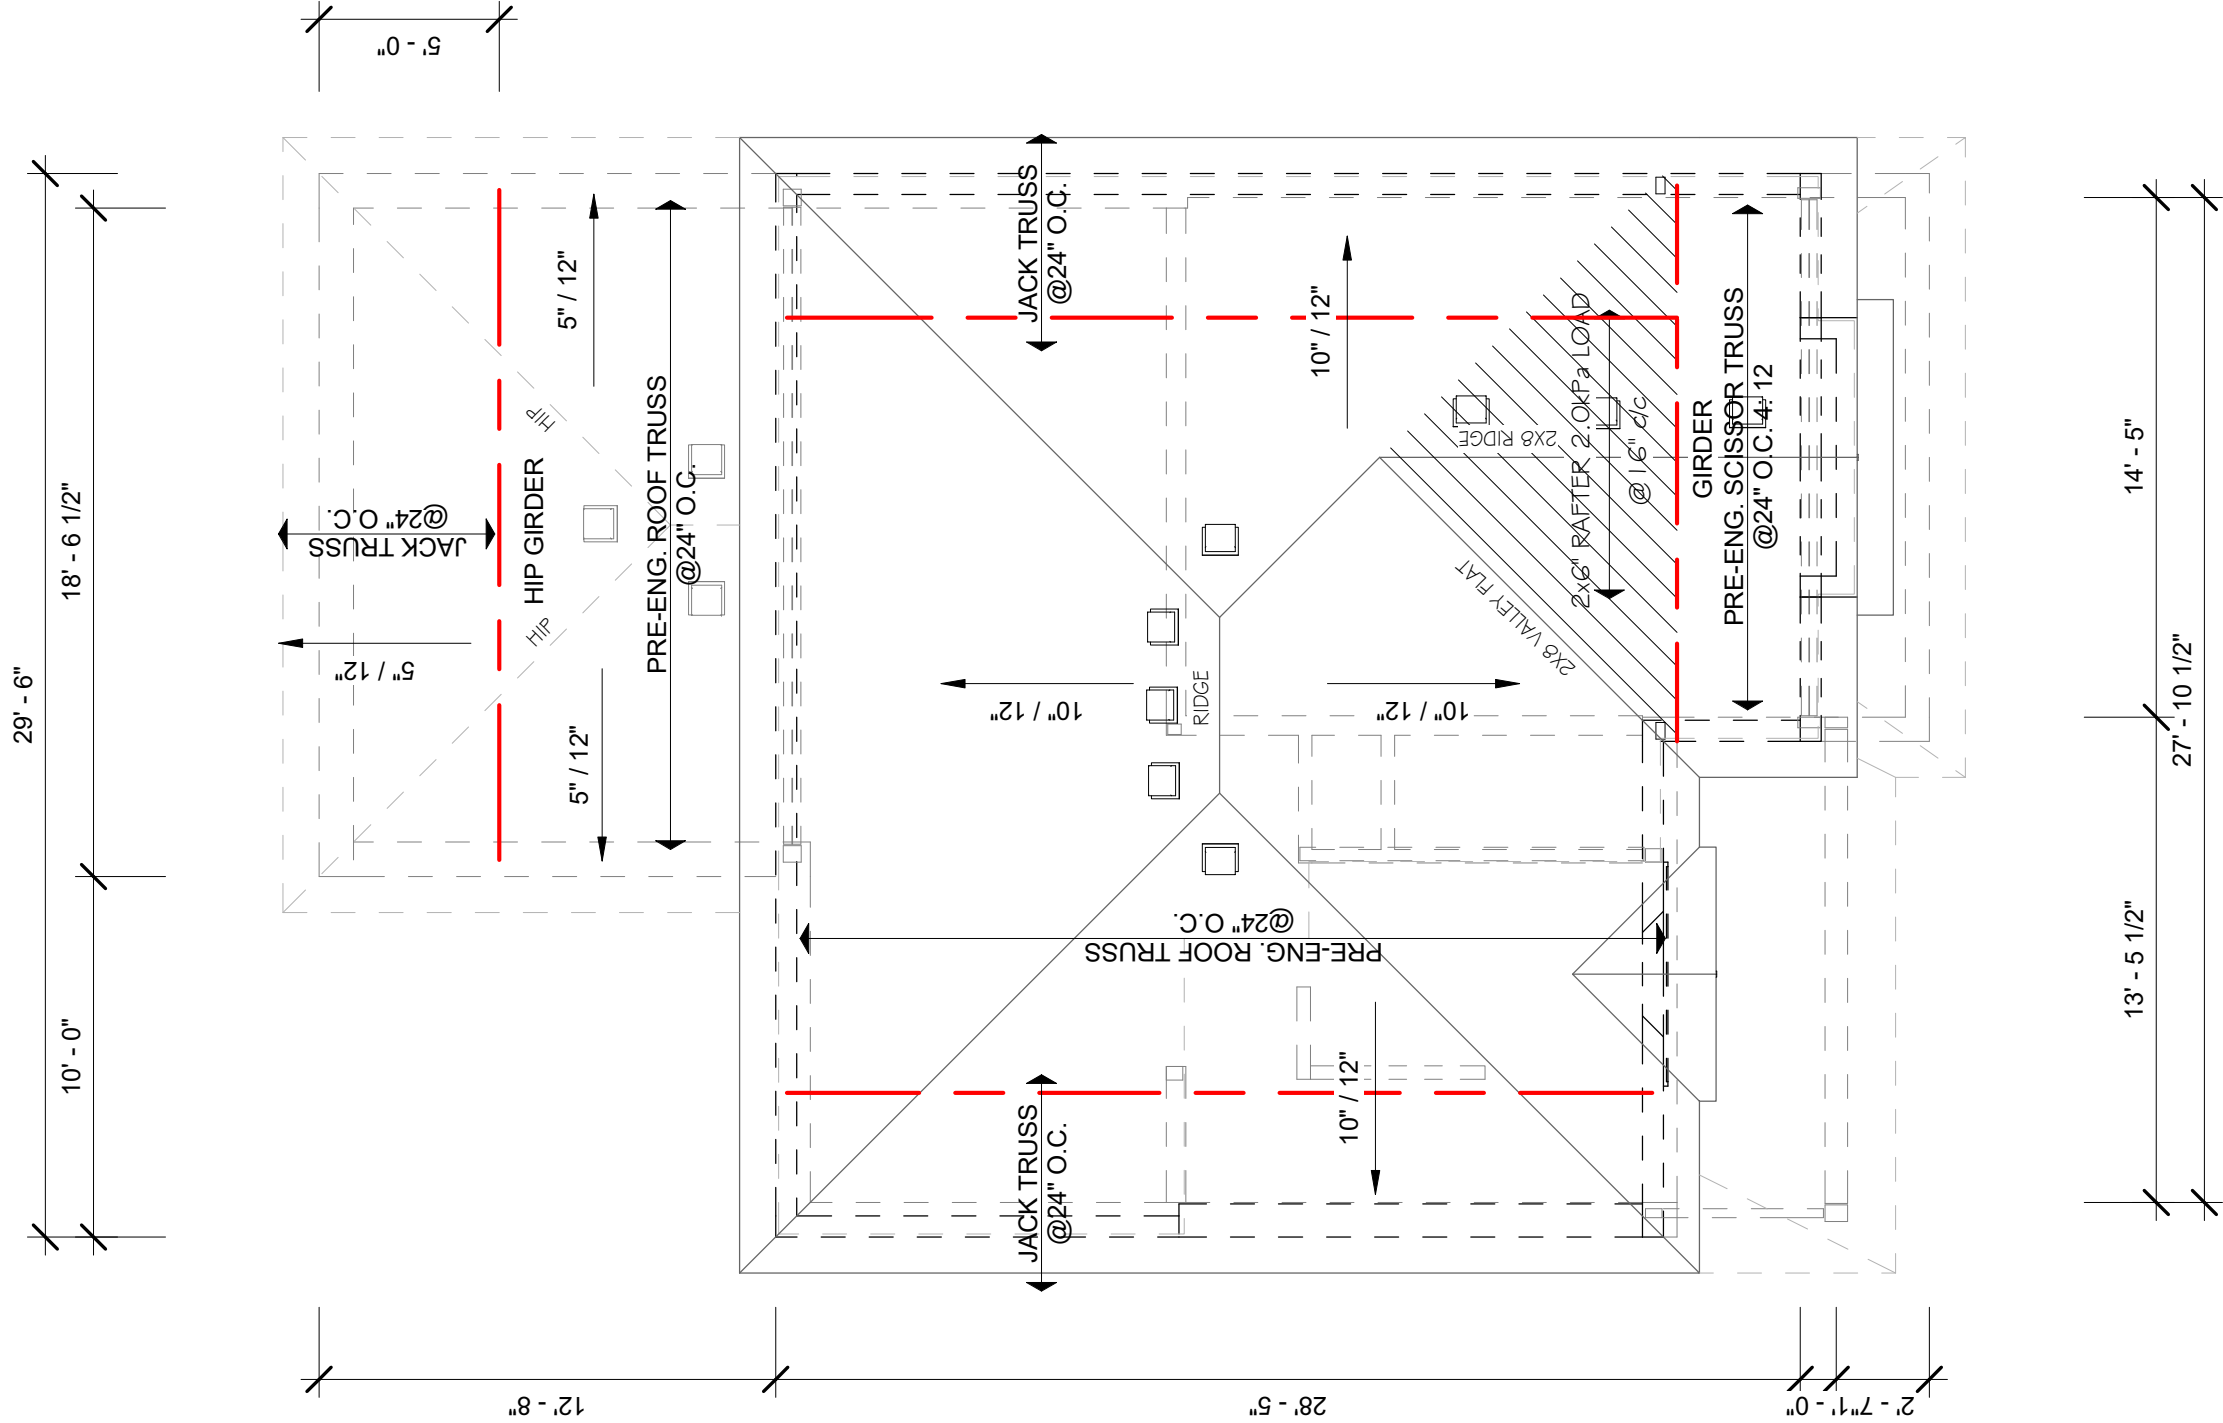 5' - 0"
29' - 6"
18' - 6 1/2"
10' - 0"
JACK TRUSS
@24" O.C.
5" / 12"
HIP GIRDER
HIP
HIP
5" / 12"
5" / 12"
PRE-ENG. ROOF TRUSS
@24" O.C.
JACK TRUSS
@24" O.C.
10" / 12"
10" / 12"
RIDGE
10" / 12"
2X8 RIDGE
2X8 VALLEY FLAT
2x6" RAFTER 2.0kPa LOAD
@16" c/c
GIRDER
PRE-ENG. SCISSOR TRUSS
@24" O.C. 4: 12
PRE-ENG. ROOF TRUSS
@24" O.C.
10" / 12"
JACK TRUSS
@24" O.C.
14' - 5"
27' - 10 1/2"
13' - 5 1/2"
12' - 8"
28' - 5"
1' - 0"
2' - 7"